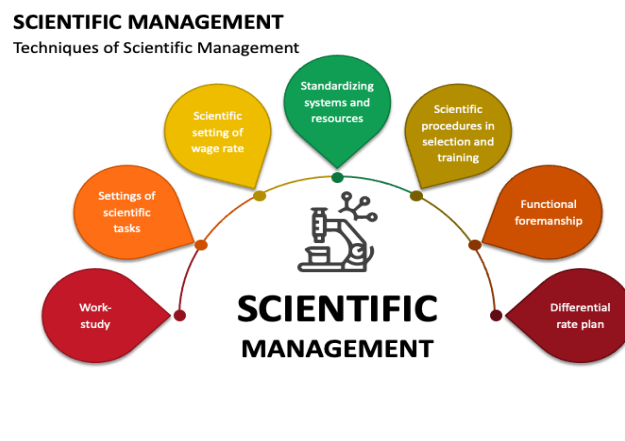 SCIENTIFIC MANAGEMENT
Techniques of Scientific Management
Work-
study
Settings of
scientific
tasks
Scientific
setting of
wage rate
Standardizing
systems and
resources
Scientific
procedures in
selection and
training
Functional
foremanship
Differential
rate plan
SCIENTIFIC
MANAGEMENT